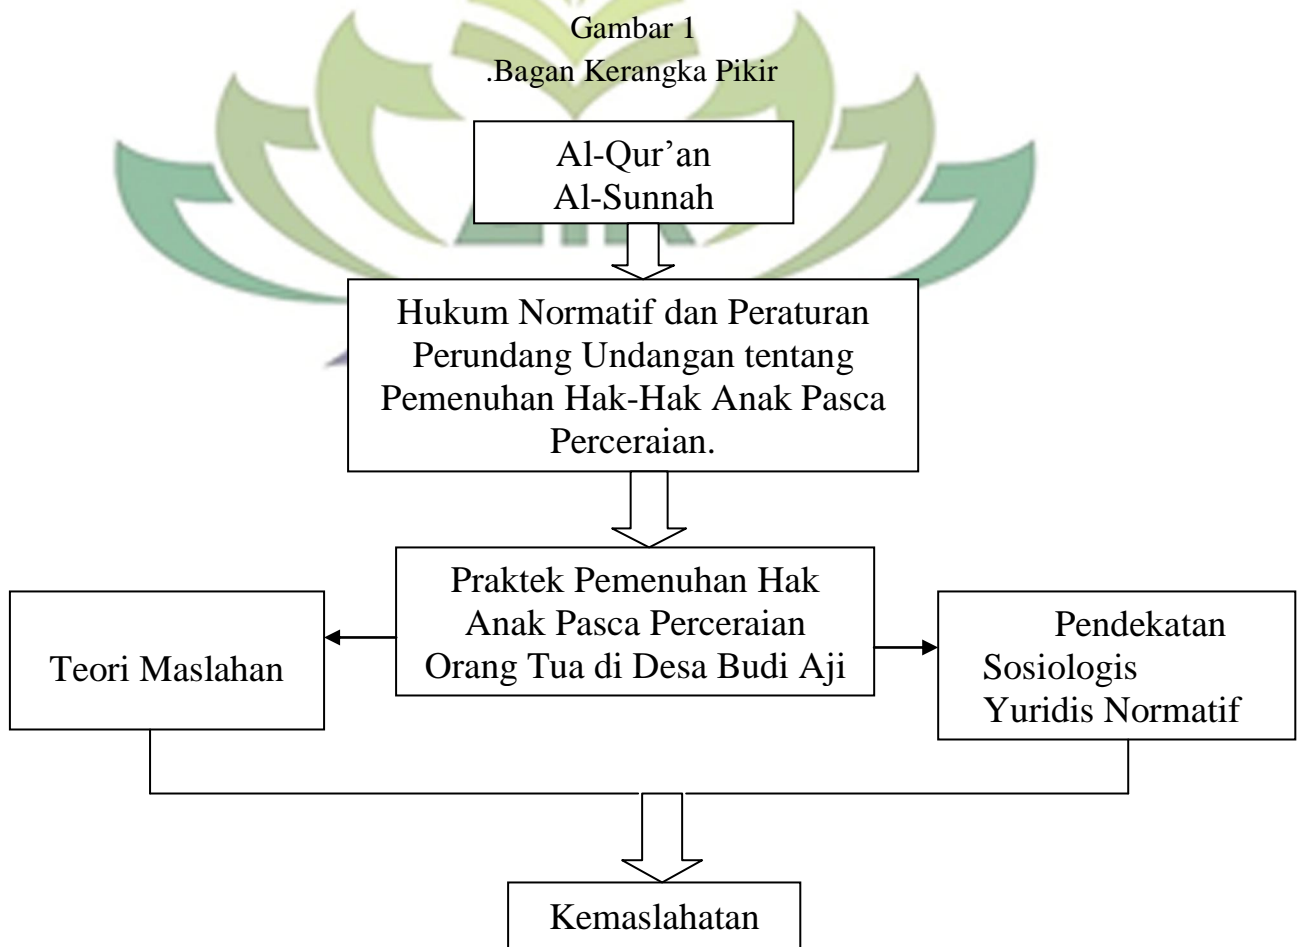 Gambar 1
.Bagan Kerangka Pikir
Al-Qur’an
Al-Sunnah
Hukum Normatif dan Peraturan
Perundang Undangan tentang
Pemenuhan Hak-Hak Anak Pasca
Perceraian.
Praktek Pemenuhan Hak
Anak Pasca Perceraian
Orang Tua di Desa Budi Aji
Teori Maslahan
Pendekatan
Sosiologis
Yuridis Normatif
Kemaslahatan